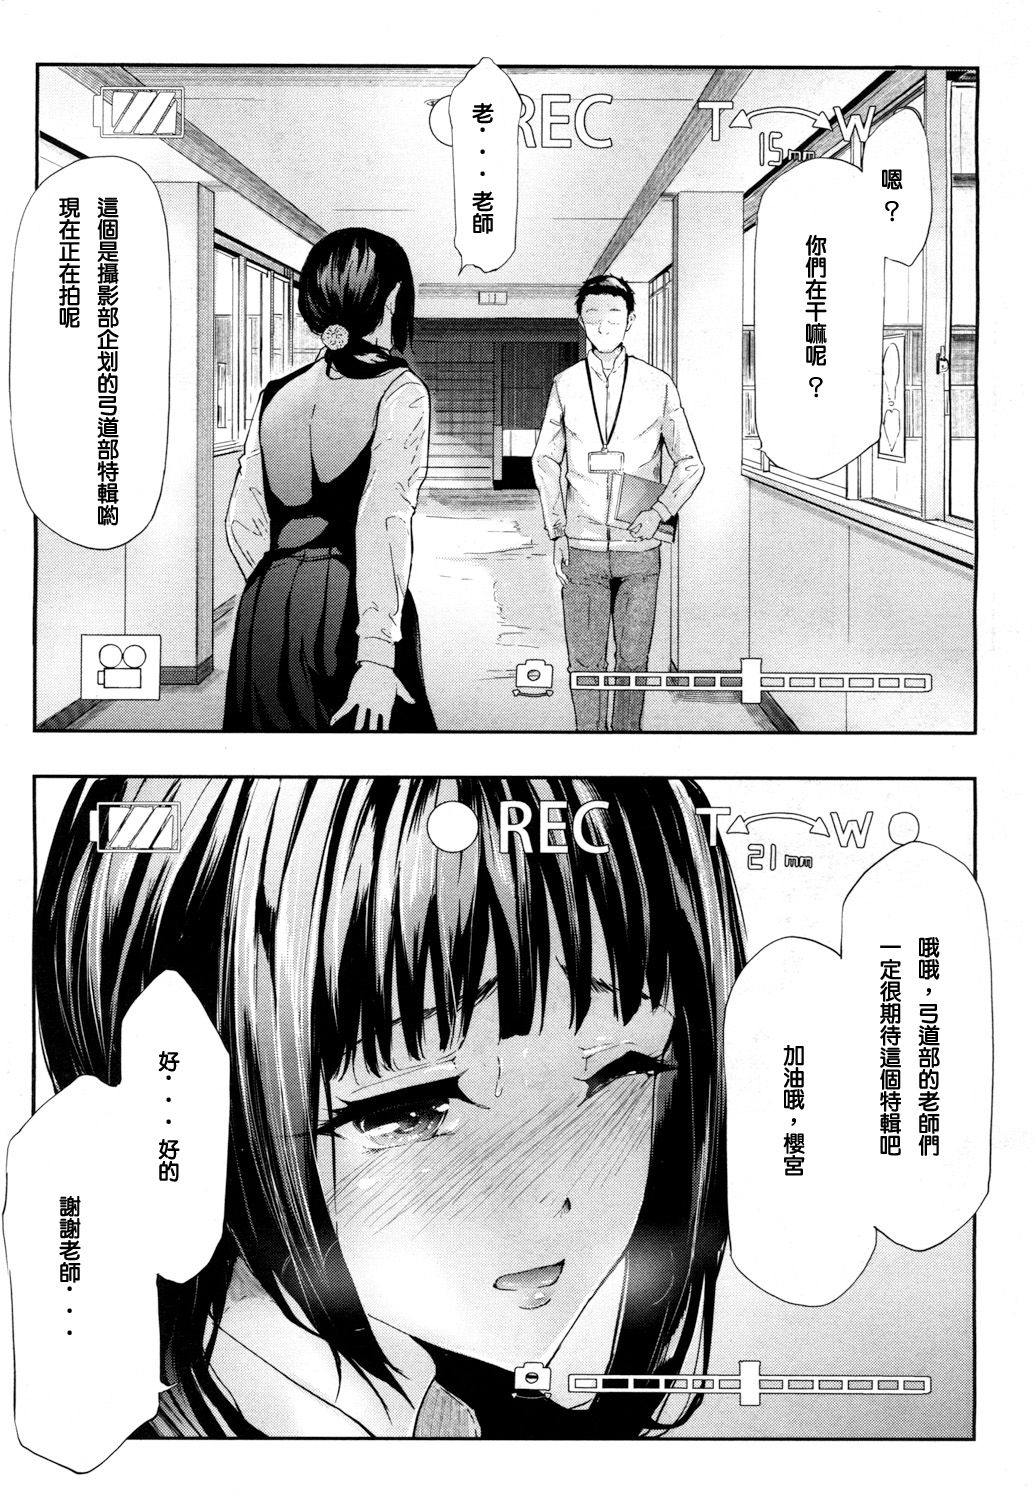 REC
T
W
15mm
嗯？
你們在干嘛呢？
老...老師
這個是攝影部企划的弓道部特輯喲
現在正在拍呢
REC
T
W
21mm
哦哦，弓道部的老師們
一定很期待這個特輯吧
加油哦，櫻宮
好...好的
謝謝老師...